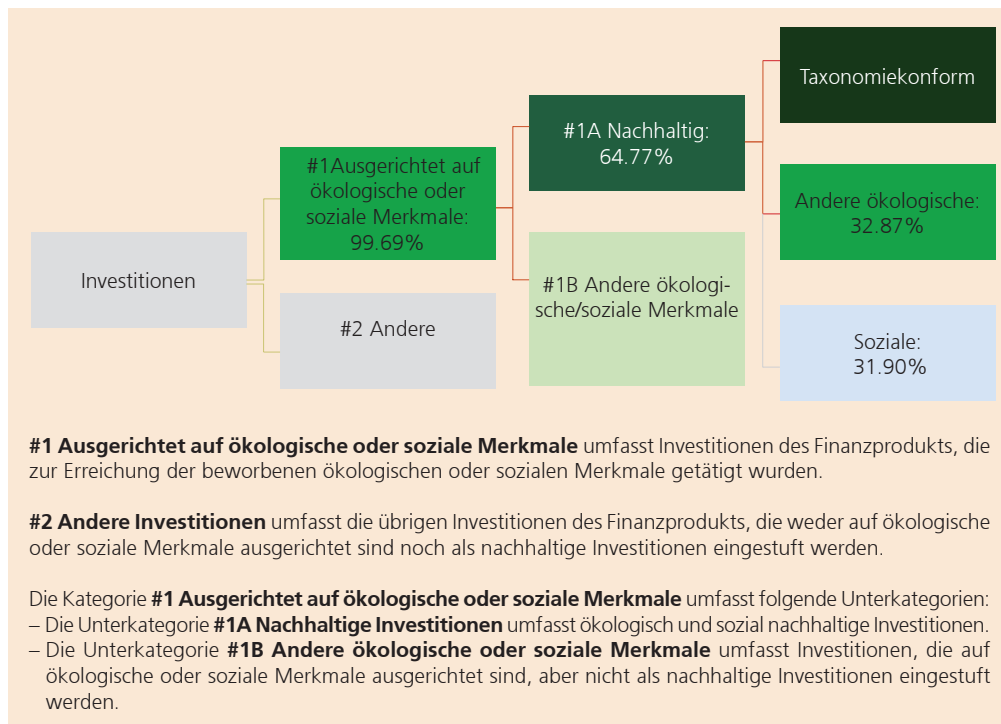 Investitionen
#1Ausgerichtet auf
ökologische oder
soziale Merkmale:
99.69%
#2 Andere
#1A Nachhaltig:
64.77%
#1B Andere ökologi-
sche/soziale Merkmale
Taxonomiekonform
Andere ökologische:
32.87%
Soziale:
31.90%
#1 Ausgerichtet auf ökologische oder soziale Merkmale umfasst Investitionen des Finanzprodukts, die
zur Erreichung der beworbenen ökologischen oder sozialen Merkmale getätigt wurden.
#2 Andere Investitionen umfasst die übrigen Investitionen des Finanzprodukts, die weder auf ökologische
oder soziale Merkmale ausgerichtet sind noch als nachhaltige Investitionen eingestuft werden.
Die Kategorie #1 Ausgerichtet auf ökologische oder soziale Merkmale umfasst folgende Unterkategorien:
– Die Unterkategorie #1A Nachhaltige Investitionen umfasst ökologisch und sozial nachhaltige Investitionen.
– Die Unterkategorie #1B Andere ökologische oder soziale Merkmale umfasst Investitionen, die auf
ökologische oder soziale Merkmale ausgerichtet sind, aber nicht als nachhaltige Investitionen eingestuft
werden.